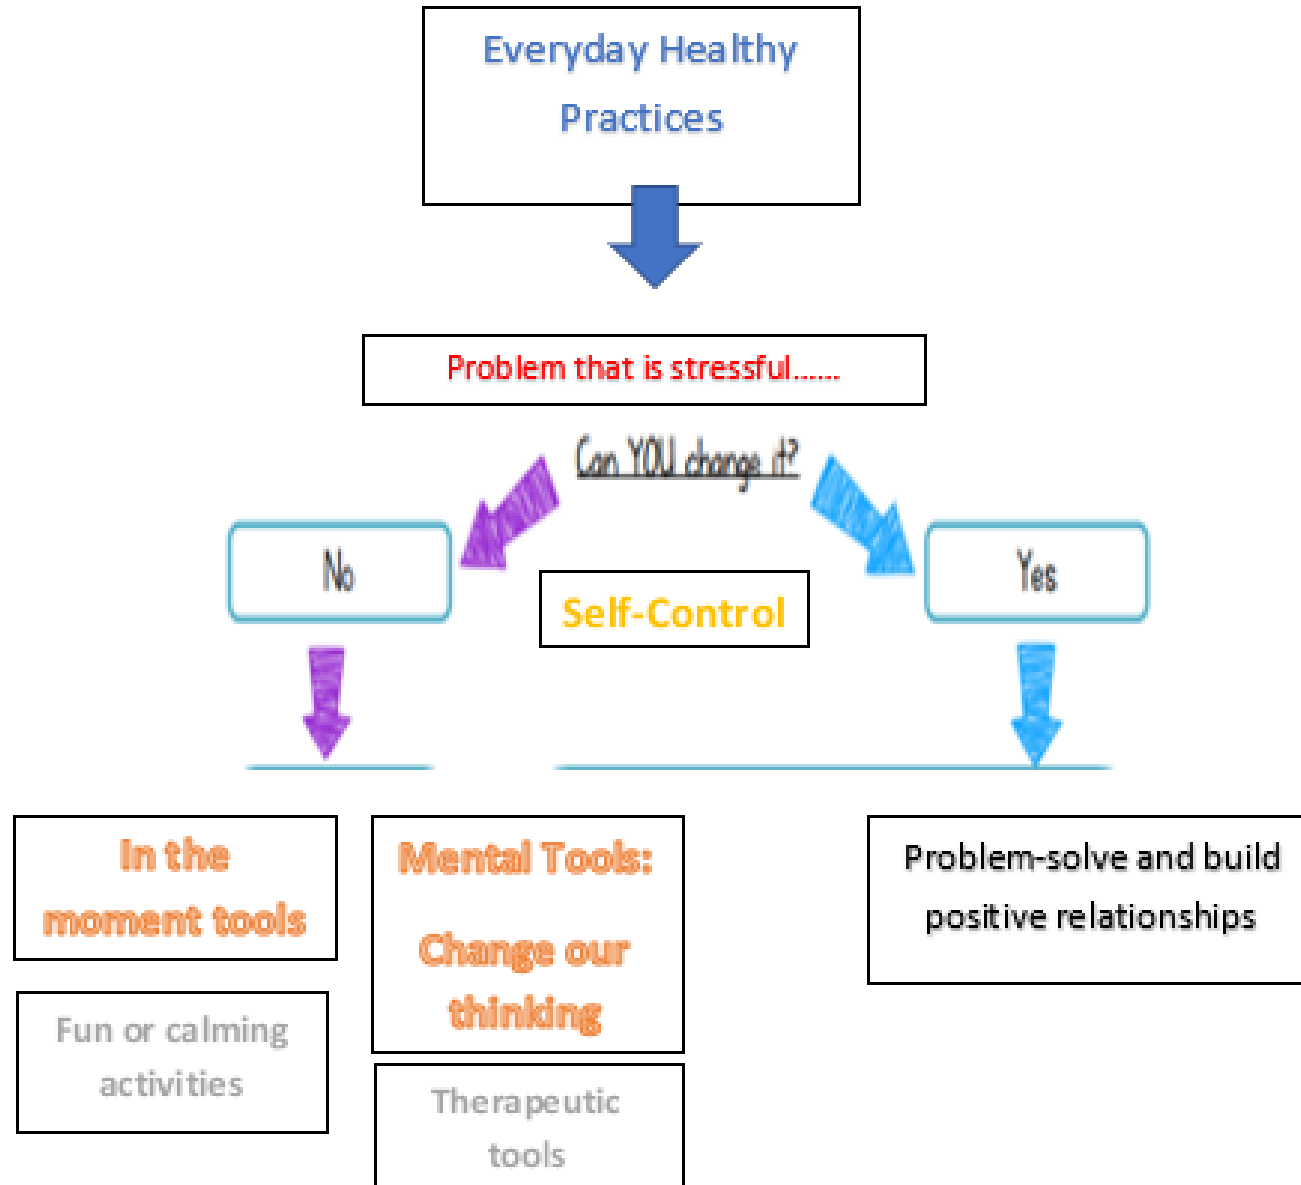 Everyday Healthy
Practices
Problem that is stressful......
Can YOU change it?
No
Yes
Self-Control
In the
moment tools
Fun or calming
activities
Mental Tools:
Change our
thinking
Therapeutic
tools
Problem-solve and build
positive relationships